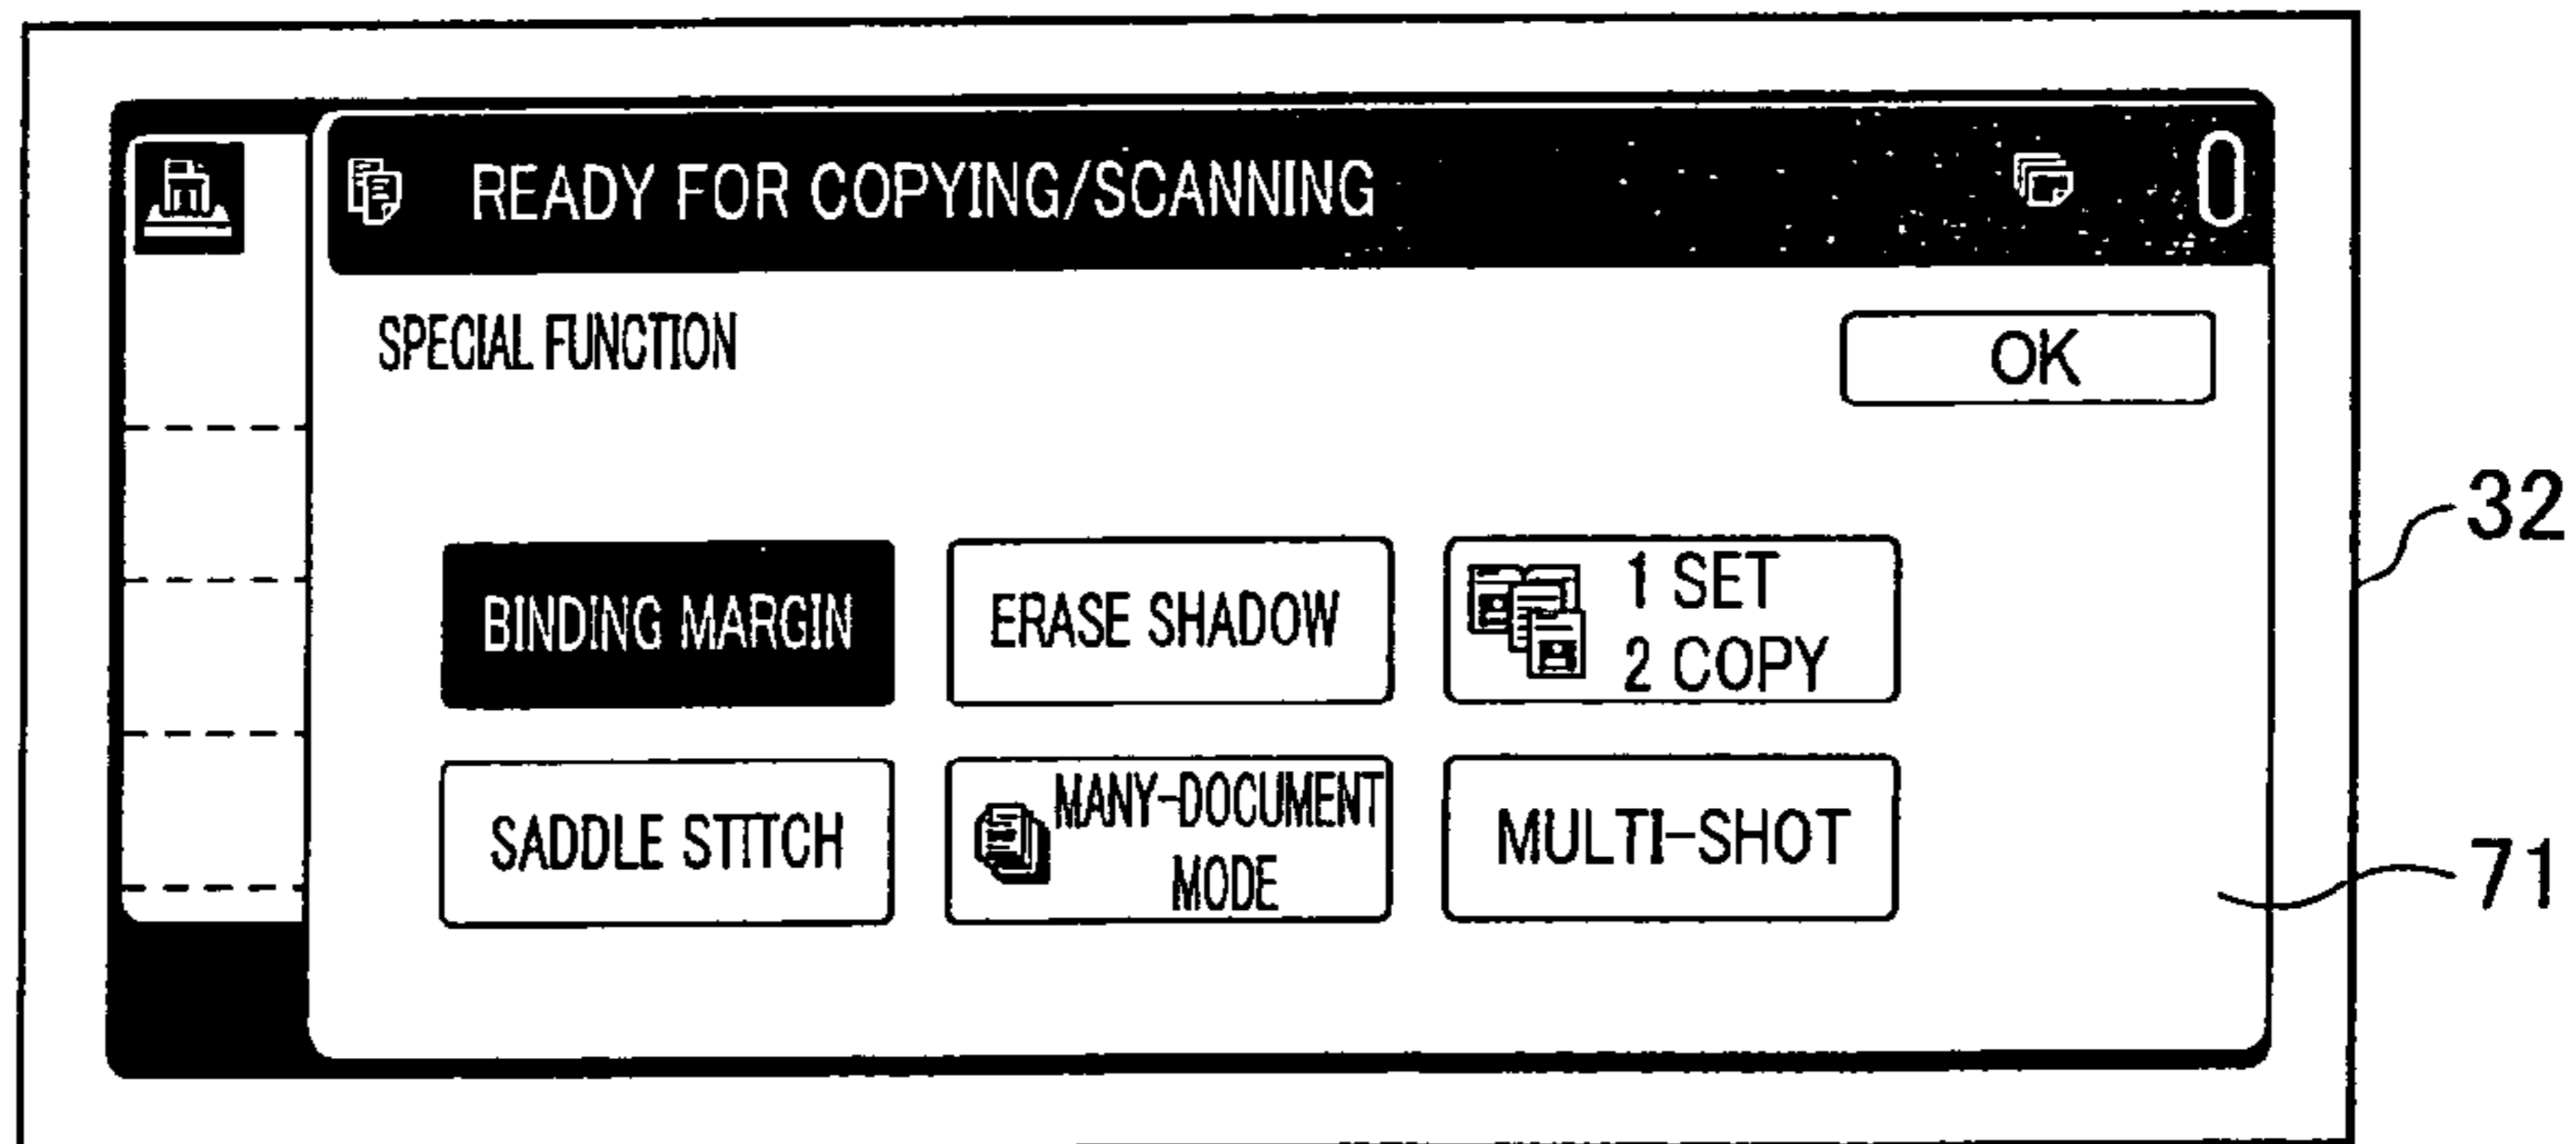 READY FOR COPYING/SCANNING 0
SPECIAL FUNCTION
OK
32
BINDING MARGIN
ERASE SHADOW
1 SET
2 COPY
SADDLE STITCH
MANY-DOCUMENT
MODE
MULTI-SHOT
71